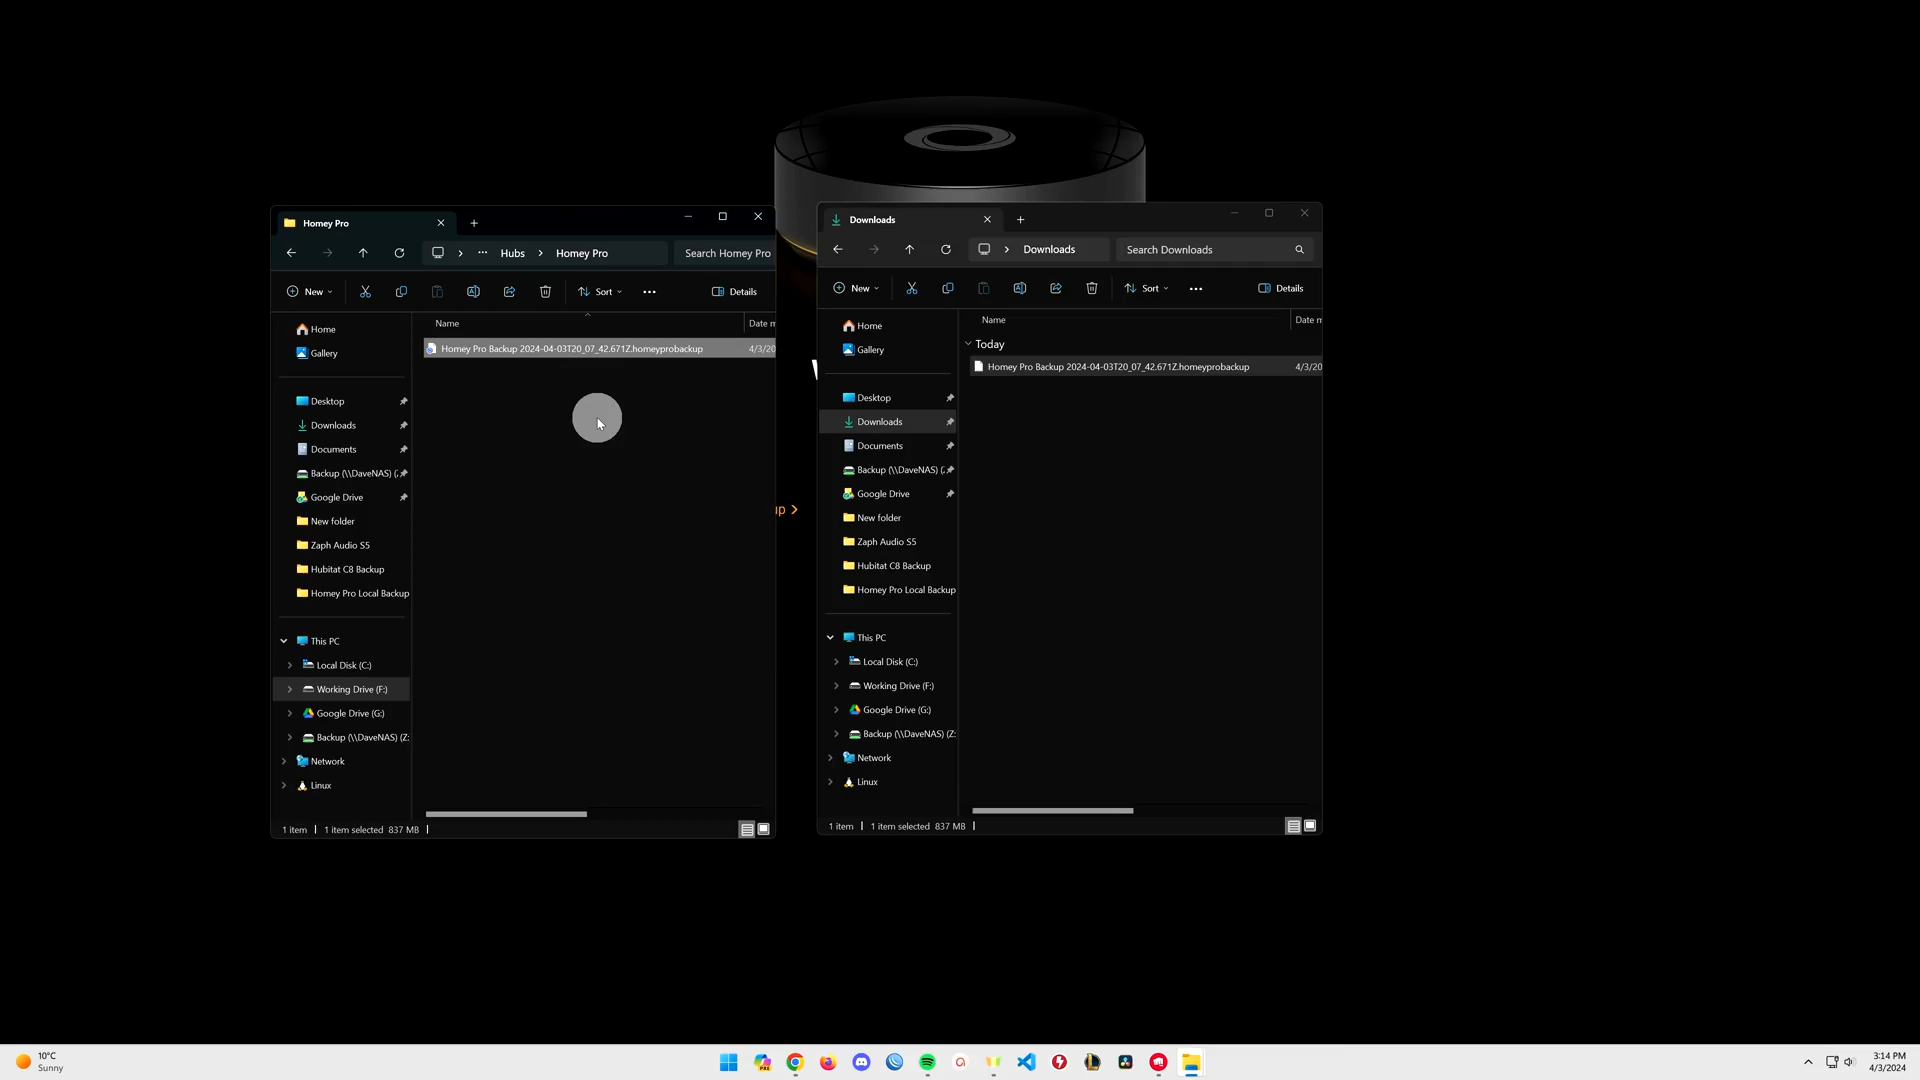 Homey Pro
Hubs
Homey Pro
Search Homey Pro
New
Sort
Details
Name
Date m
Home
Gallery
Homey Pro Backup 2024-04-03T20_07_42.671Z.homeyprobackup
4/3/20
Desktop
Downloads
Documents
Backup (\\DaveNAS) (
Google Drive
New folder
Zaph Audio S5
Hubitat C8 Backup
Homey Pro Local Backup
This PC
Local Disk (C:)
Working Drive (F:)
Google Drive (G:)
Backup (\\DaveNAS) (Z:
Network
Linux
1 item
1 item selected 837 MB
up >
Downloads
Downloads
Search Downloads
New
Sort
Details
Name
Date m
Home
Gallery
Today
Homey Pro Backup 2024-04-03T20_07_42.671Z.homeyprobackup
4/3/20
Desktop
Downloads
Documents
Backup (\\DaveNAS) (
Google Drive
New folder
Zaph Audio S5
Hubitat C8 Backup
Homey Pro Local Backup
This PC
Local Disk (C:)
Working Drive (F:)
Google Drive (G:)
Backup (\\DaveNAS) (Z:
Network
Linux
1 item
1 item selected 837 MB
10°C
Sunny
PRE
3:14 PM
4/3/2024